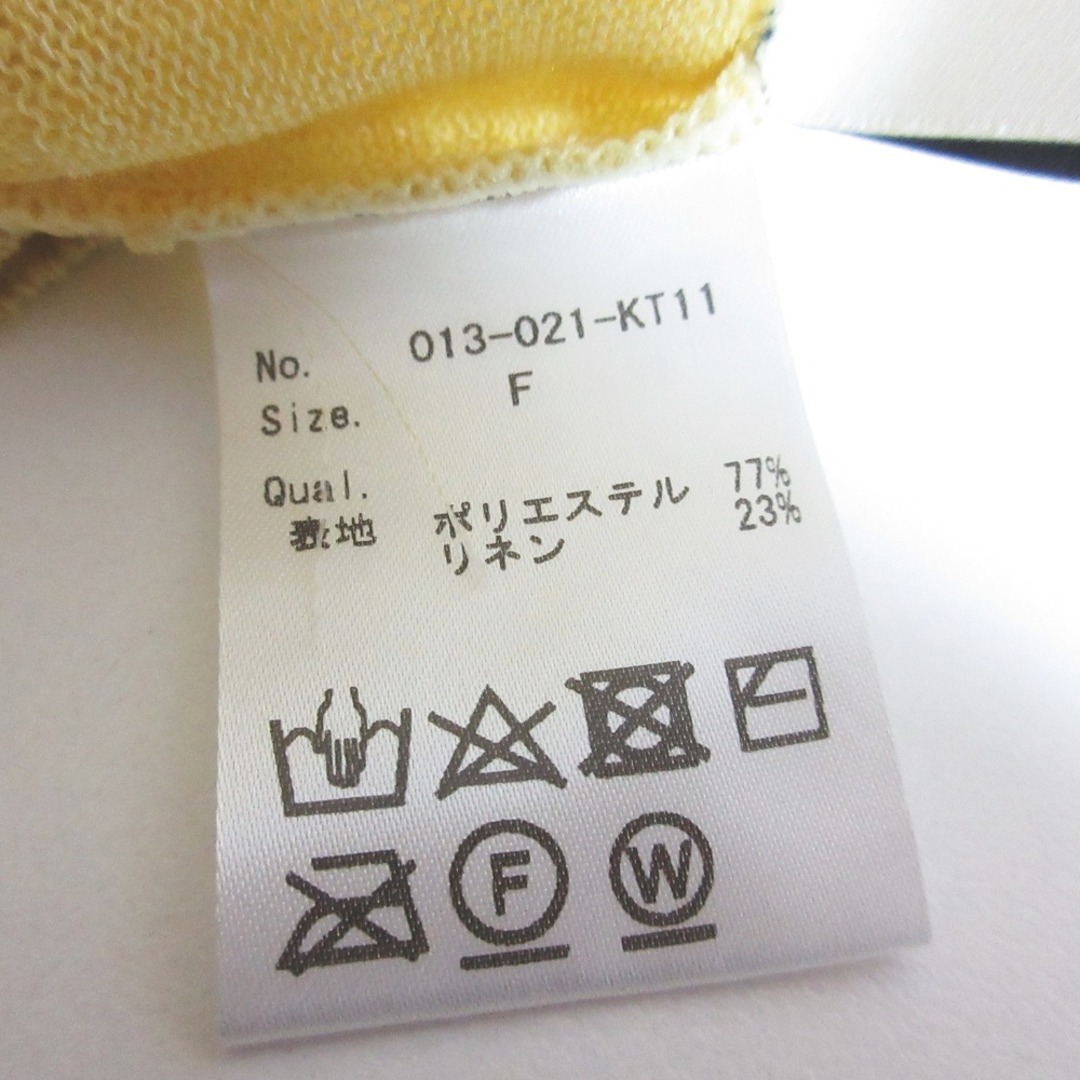 No. 013-021-KT11
Size. F
Qual.
表地 ポリエステル 77%
リネン 23%
F W